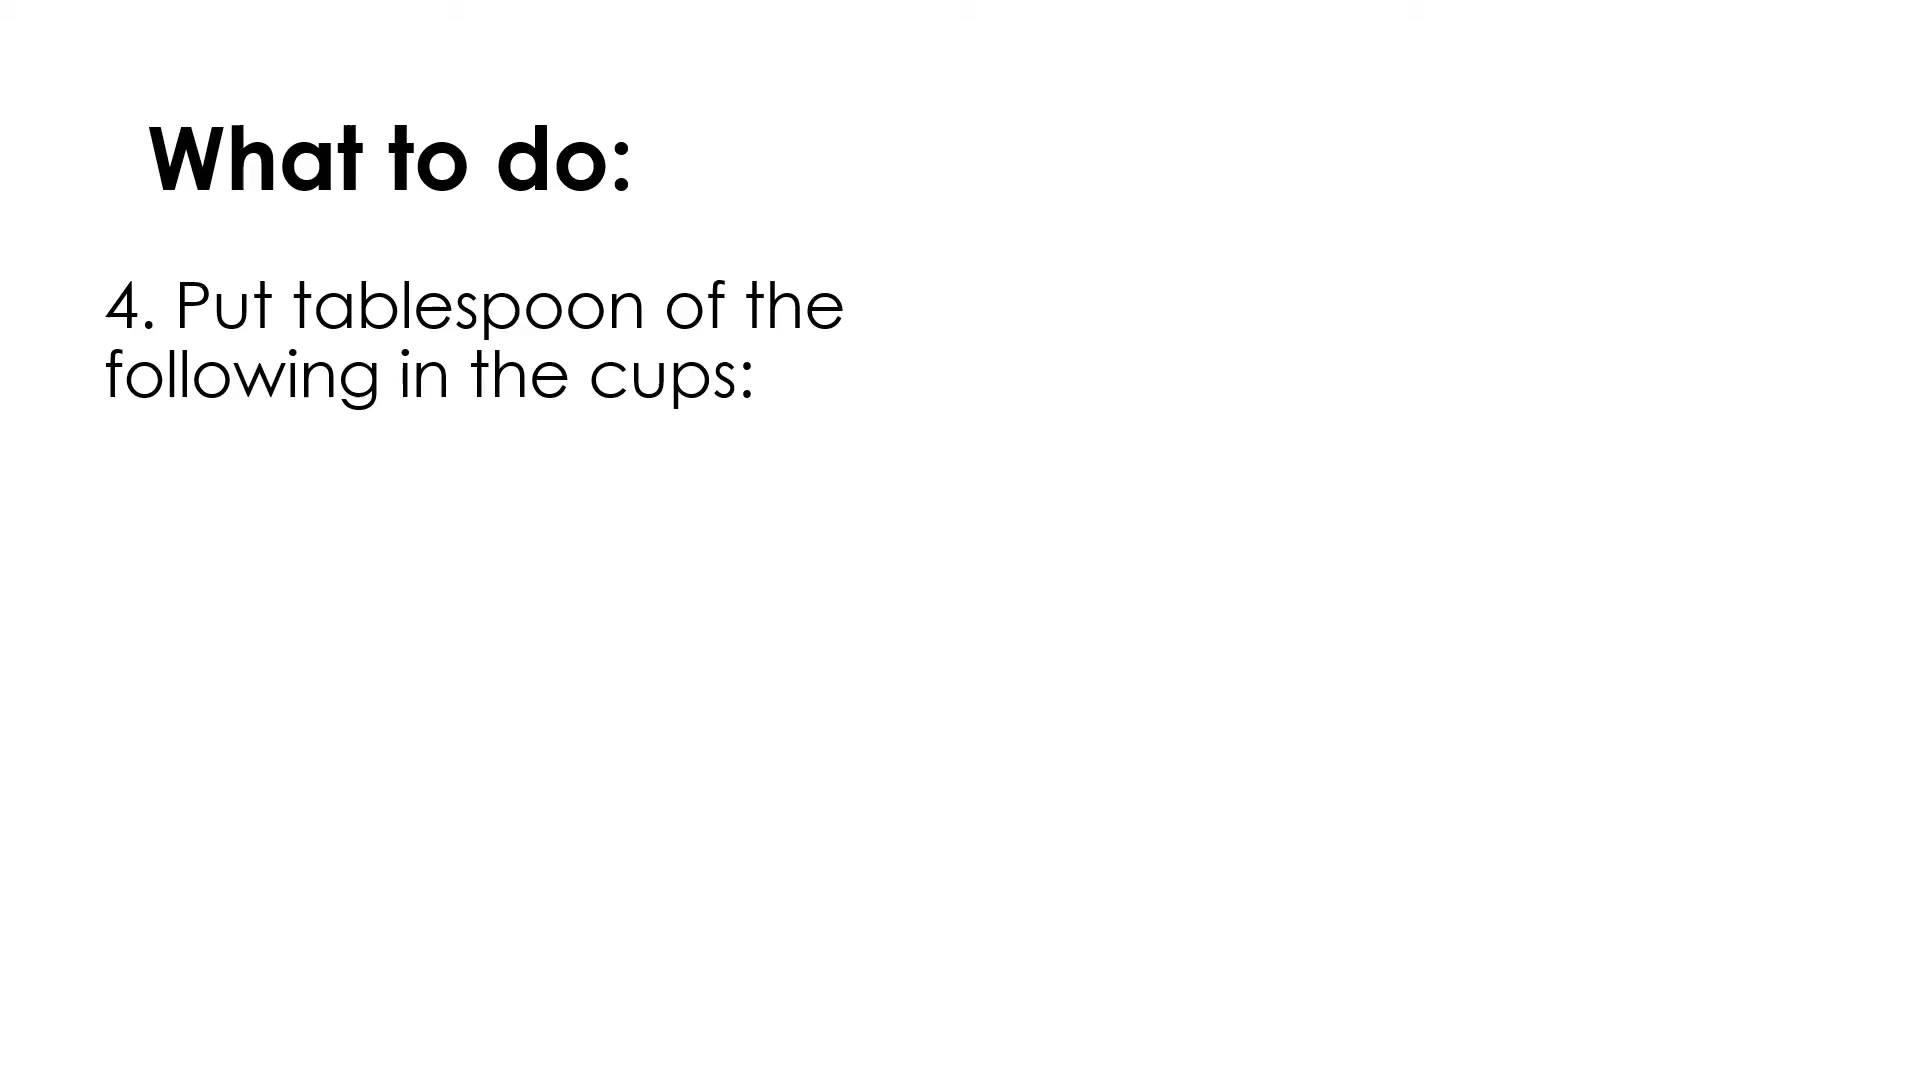 What to do:
4. Put tablespoon of the
following in the cups: